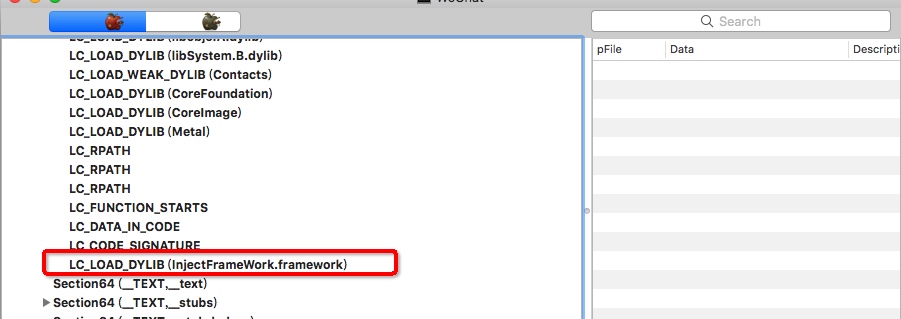 WeChat
Search
pFile Data Descripti
LC_LOAD_DYLIB (libobjc.A.dylib)
LC_LOAD_DYLIB (libSystem.B.dylib)
LC_LOAD_WEAK_DYLIB (Contacts)
LC_LOAD_DYLIB (CoreFoundation)
LC_LOAD_DYLIB (CoreImage)
LC_LOAD_DYLIB (Metal)
LC_RPATH
LC_RPATH
LC_RPATH
LC_FUNCTION_STARTS
LC_DATA_IN_CODE
LC_CODE_SIGNATURE
LC_LOAD_DYLIB (InjectFrameWork.framework)
Section64 (__TEXT,__text)
Section64 (__TEXT,__stubs)